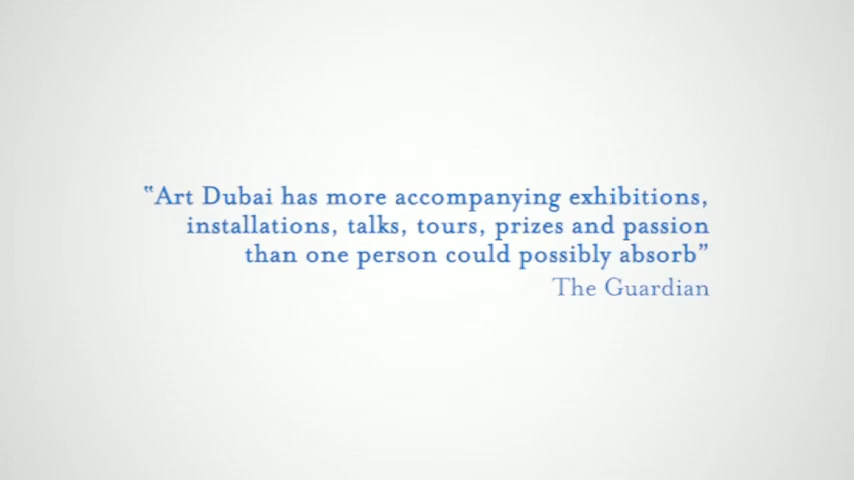 “Art Dubai has more accompanying exhibitions,
installations, talks, tours, prizes and passion
than one person could possibly absorb”
The Guardian